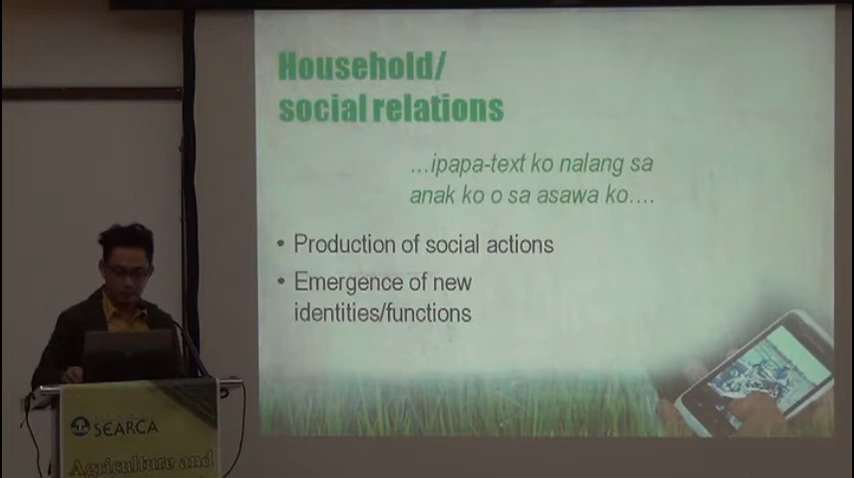 Household/
social relations
…ipapa-text ko nalang sa
anak ko o sa asawa ko….
• Production of social actions
• Emergence of new
identities/functions
SEARCA
Agriculture and